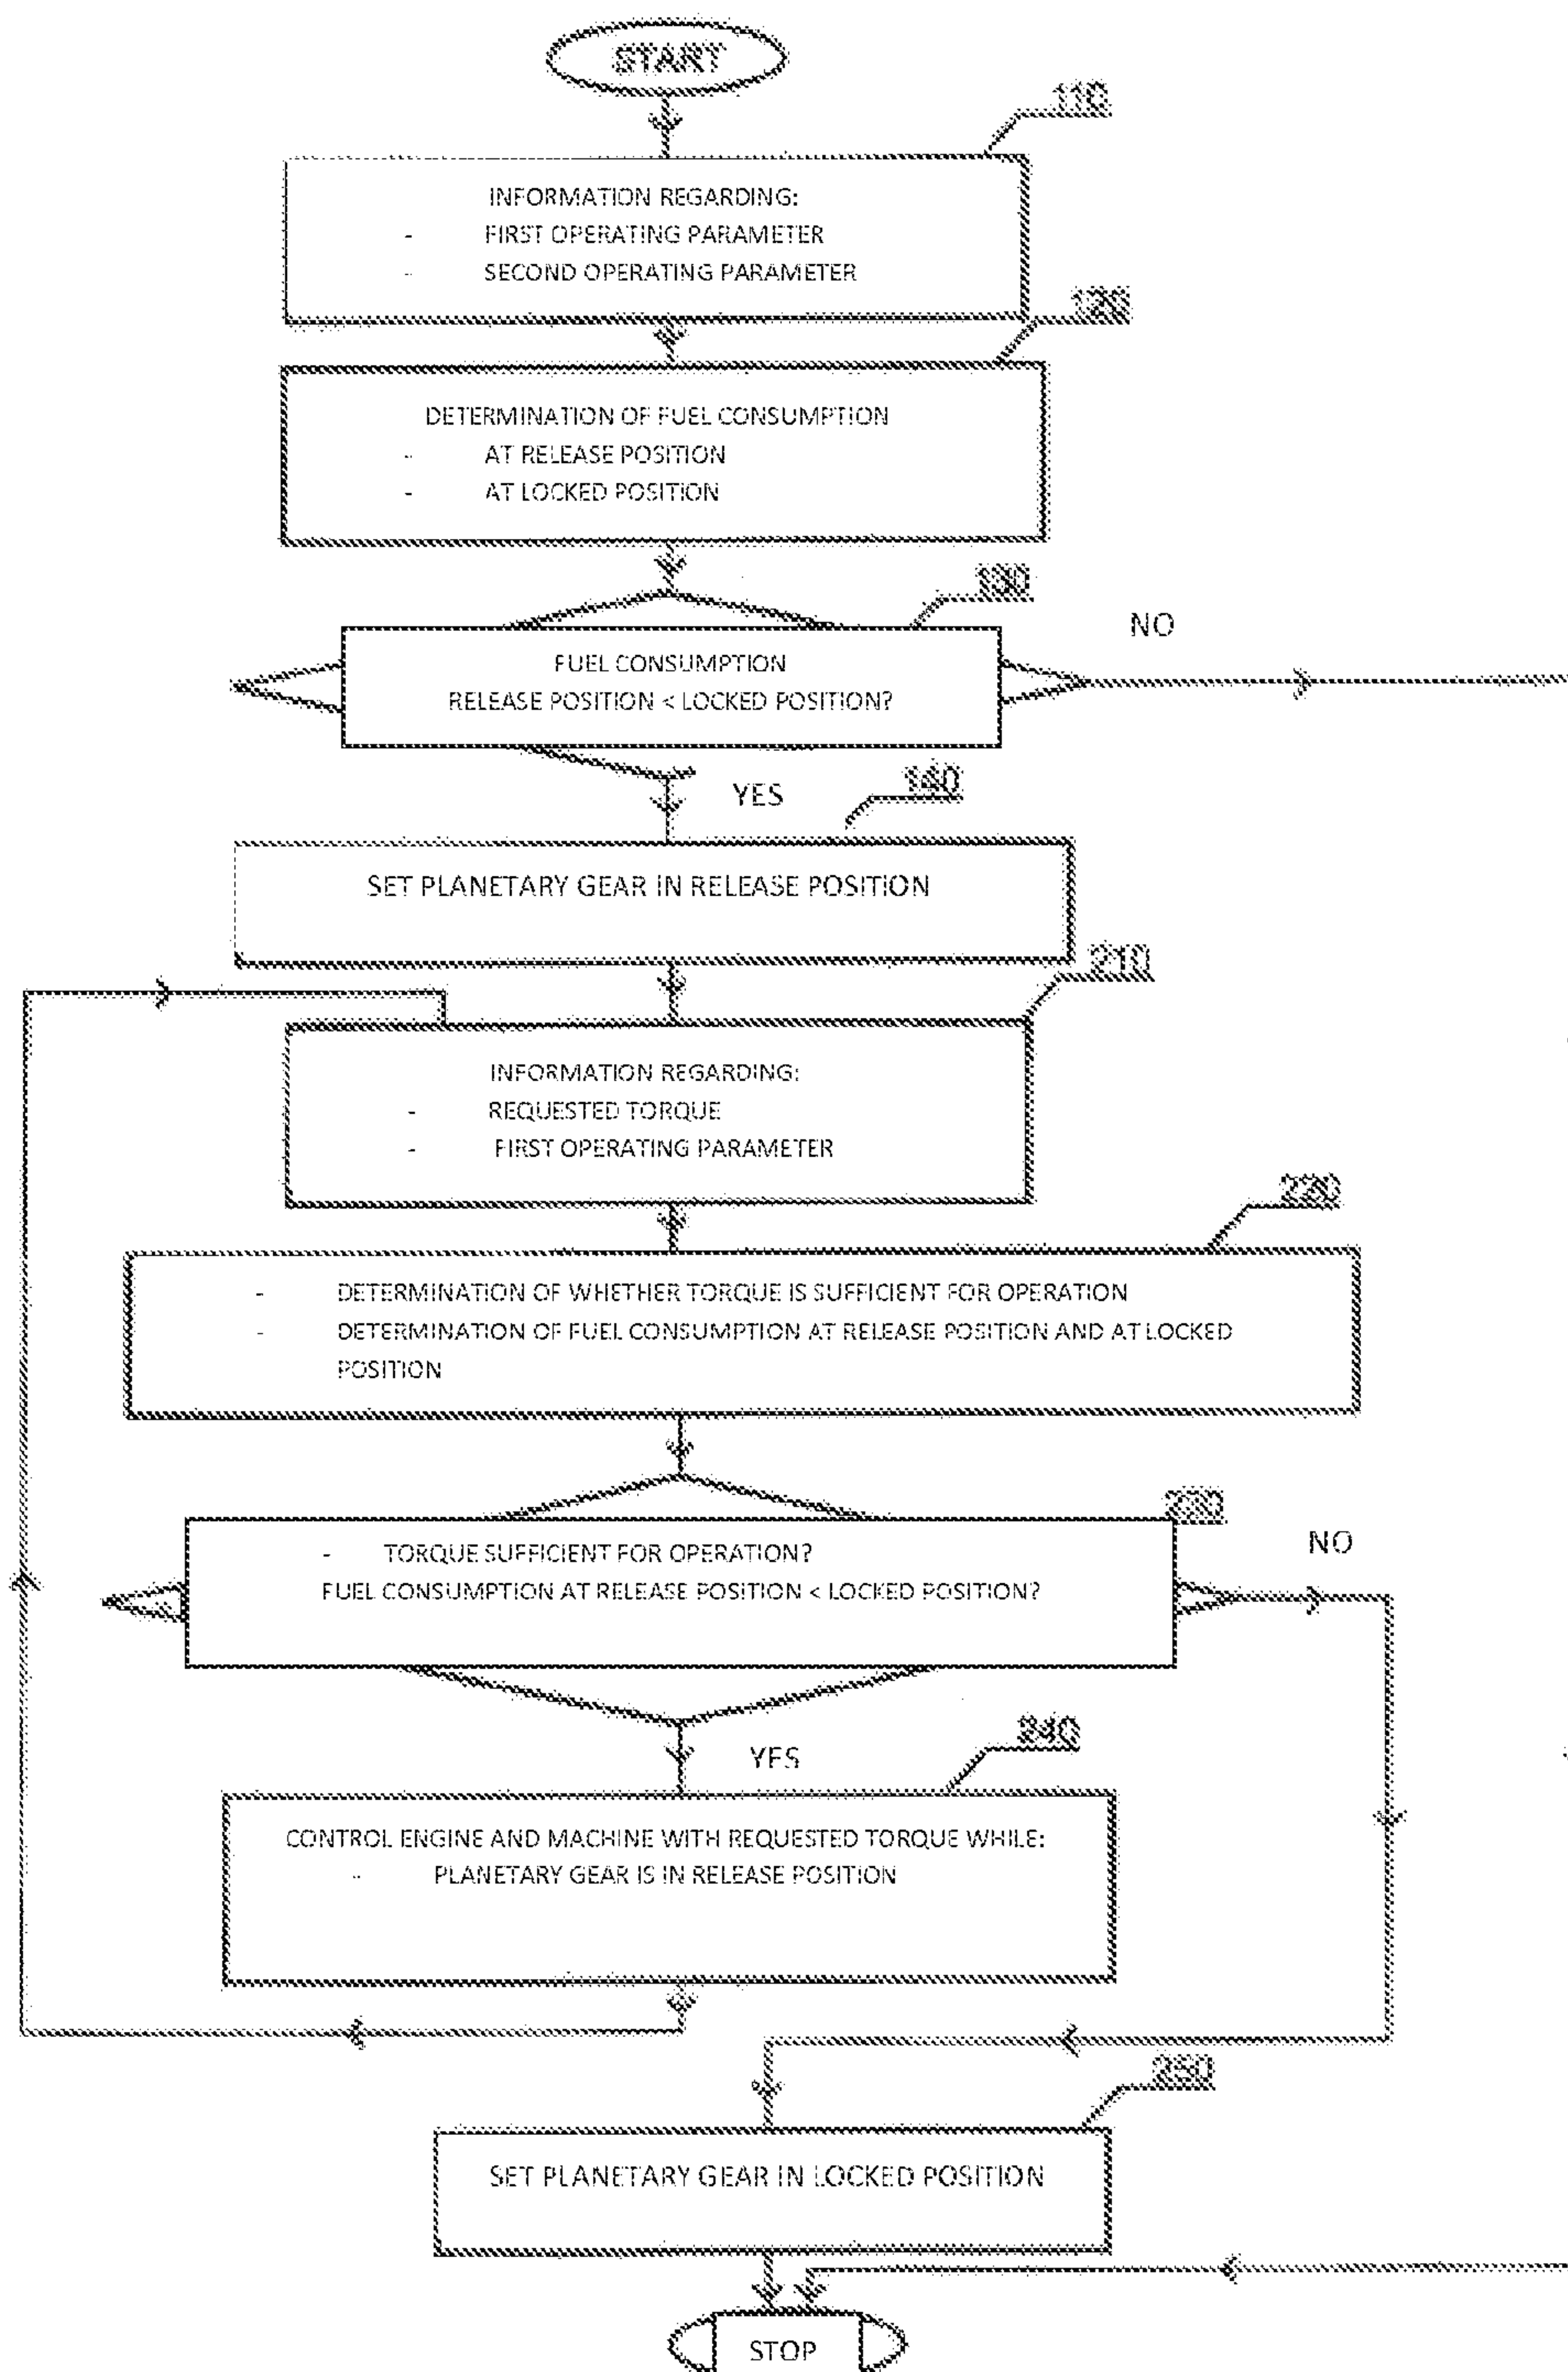 START
110
INFORMATION REGARDING:
- FIRST OPERATING PARAMETER
- SECOND OPERATING PARAMETER
120
DETERMINATION OF FUEL CONSUMPTION
- AT RELEASE POSITION
- AT LOCKED POSITION
130
FUEL CONSUMPTION
RELEASE POSITION < LOCKED POSITION?
NO
YES
140
SET PLANETARY GEAR IN RELEASE POSITION
210
INFORMATION REGARDING:
- REQUESTED TORQUE
- FIRST OPERATING PARAMETER
220
- DETERMINATION OF WHETHER TORQUE IS SUFFICIENT FOR OPERATION
- DETERMINATION OF FUEL CONSUMPTION AT RELEASE POSITION AND AT LOCKED
POSITION
230
- TORQUE SUFFICIENT FOR OPERATION?
FUEL CONSUMPTION AT RELEASE POSITION < LOCKED POSITION?
NO
YES
240
CONTROL ENGINE AND MACHINE WITH REQUESTED TORQUE WHILE:
- PLANETARY GEAR IS IN RELEASE POSITION
250
SET PLANETARY GEAR IN LOCKED POSITION
STOP